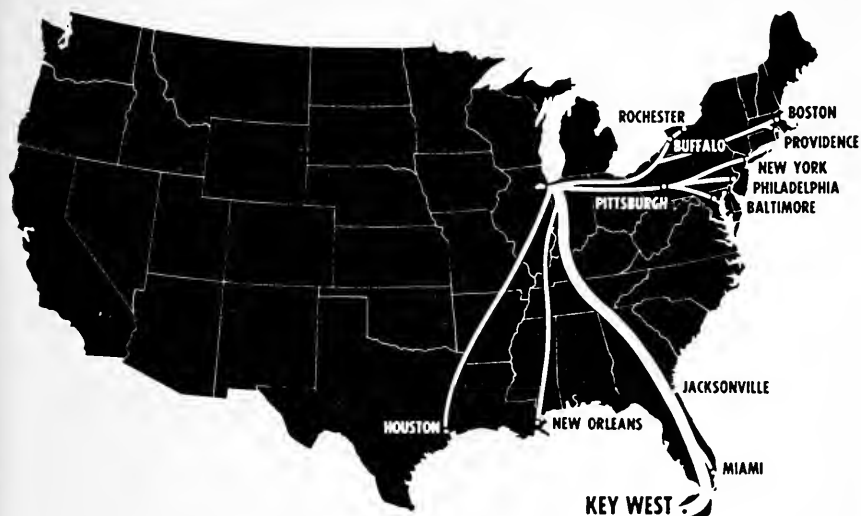 ROCHESTER
BOSTON
BUFFALO
PROVIDENCE
NEW YORK
PITTSBURGH
PHILADELPHIA
BALTIMORE
JACKSONVILLE
HOUSTON
NEW ORLEANS
MIAMI
KEY WEST